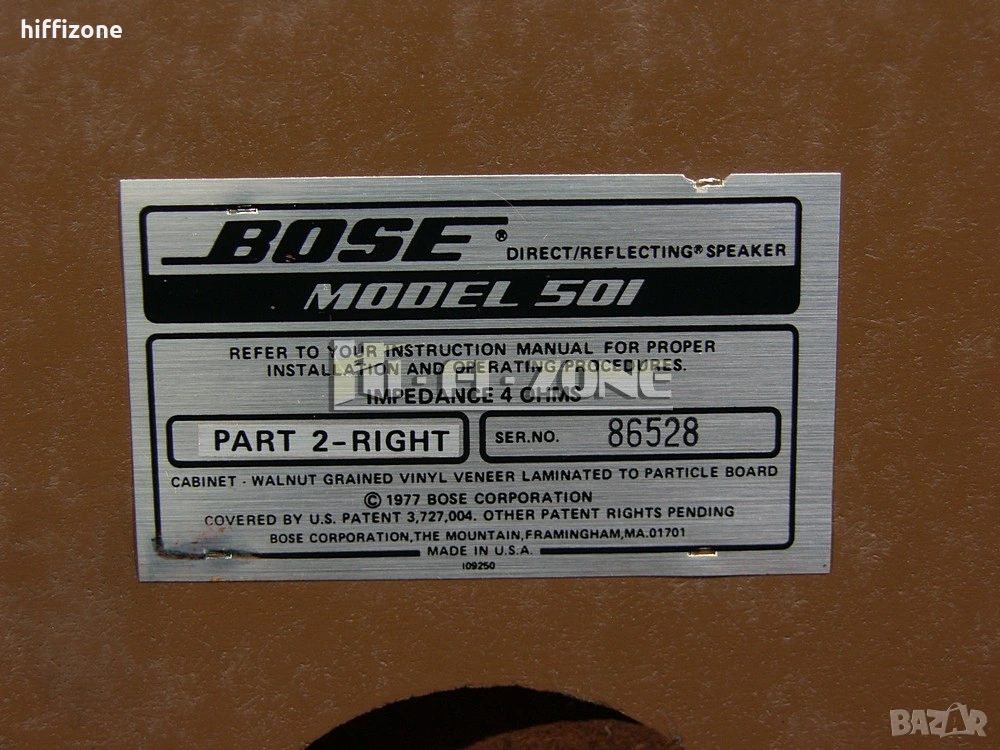 hiffizone
BOSE® DIRECT/REFLECTING® SPEAKER
MODEL 501
REFER TO YOUR INSTRUCTION MANUAL FOR PROPER
INSTALLATION AND OPERATING PROCEDURES.
HI-FI-ZONE
IMPEDANCE 4 OHMS
PART 2-RIGHT SER.NO. 86528
CABINET - WALNUT GRAINED VINYL VENEER LAMINATED TO PARTICLE BOARD
© 1977 BOSE CORPORATION
COVERED BY U.S. PATENT 3,727,004. OTHER PATENT RIGHTS PENDING
BOSE CORPORATION, THE MOUNTAIN, FRAMINGHAM, MA. 01701
MADE IN U.S.A.
109250
BAZAR